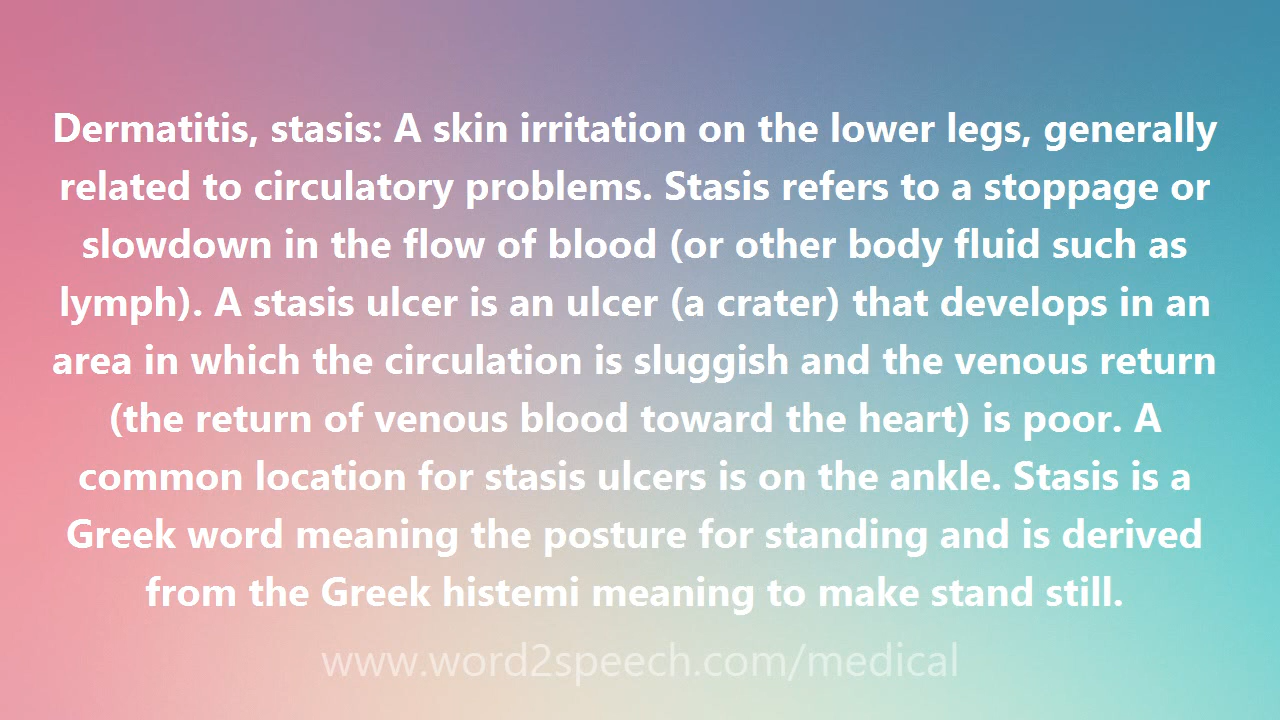 Dermatitis, stasis: A skin irritation on the lower legs, generally
related to circulatory problems. Stasis refers to a stoppage or
slowdown in the flow of blood (or other body fluid such as
lymph). A stasis ulcer is an ulcer (a crater) that develops in an
area in which the circulation is sluggish and the venous return
(the return of venous blood toward the heart) is poor. A
common location for stasis ulcers is on the ankle. Stasis is a
Greek word meaning the posture for standing and is derived
from the Greek histemi meaning to make stand still.
www.word2speech.com/medical